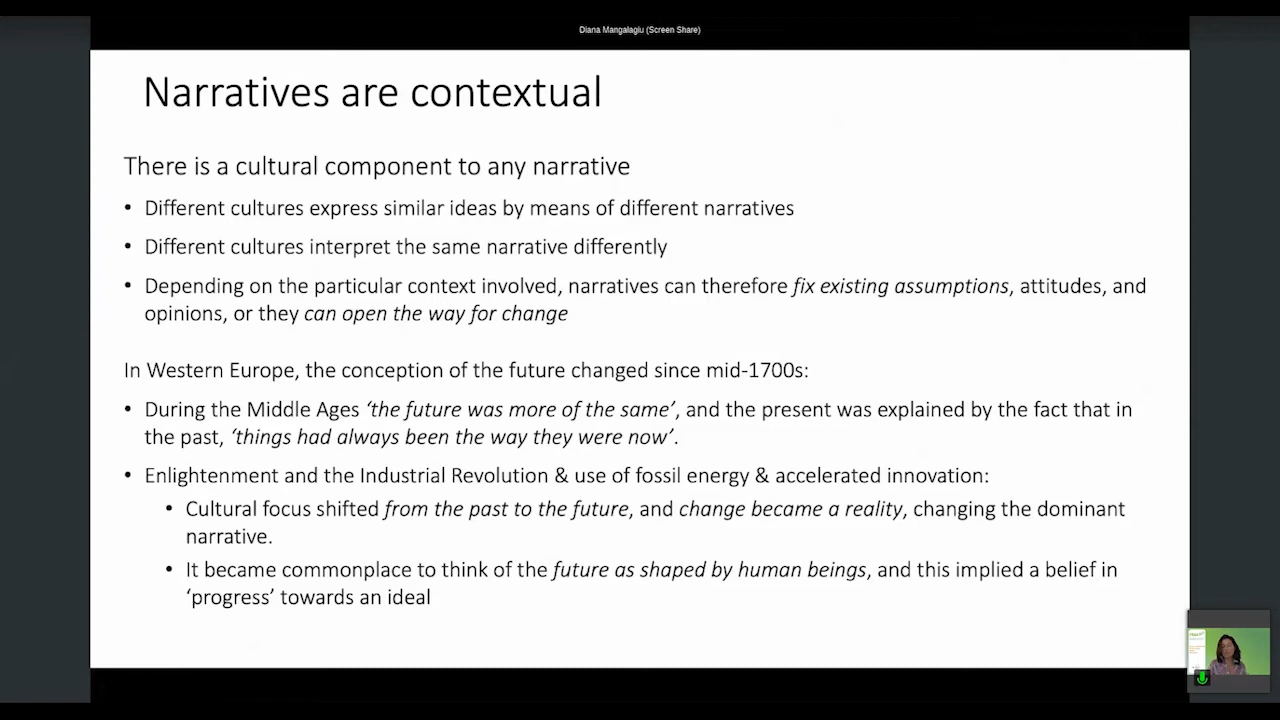 Diana Mangalagiu (Screen Share)
Narratives are contextual
There is a cultural component to any narrative
• Different cultures express similar ideas by means of different narratives
• Different cultures interpret the same narrative differently
• Depending on the particular context involved, narratives can therefore fix existing assumptions, attitudes, and
opinions, or they can open the way for change
In Western Europe, the conception of the future changed since mid-1700s:
• During the Middle Ages ‘the future was more of the same’, and the present was explained by the fact that in
the past, ‘things had always been the way they were now’.
• Enlightenment and the Industrial Revolution & use of fossil energy & accelerated innovation:
• Cultural focus shifted from the past to the future, and change became a reality, changing the dominant
narrative.
• It became commonplace to think of the future as shaped by human beings, and this implied a belief in
‘progress’ towards an ideal